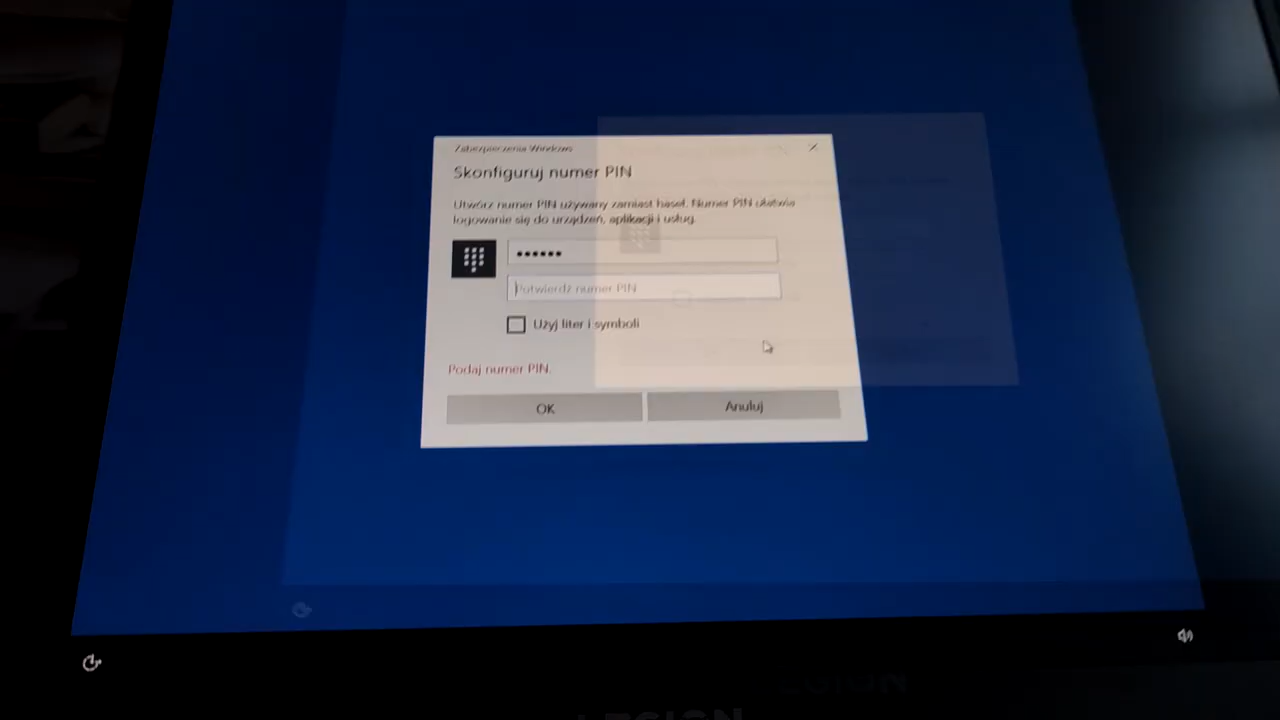 Zabezpieczenia Windows
Skonfiguruj numer PIN
Utwórz numer PIN używany zamiast haseł. Numer PIN ułatwia
logowanie się do urządzeń, aplikacji i usług.
••••••
Potwierdź numer PIN
Użyj liter i symboli
Podaj numer PIN.
OK
Anuluj
LEGION